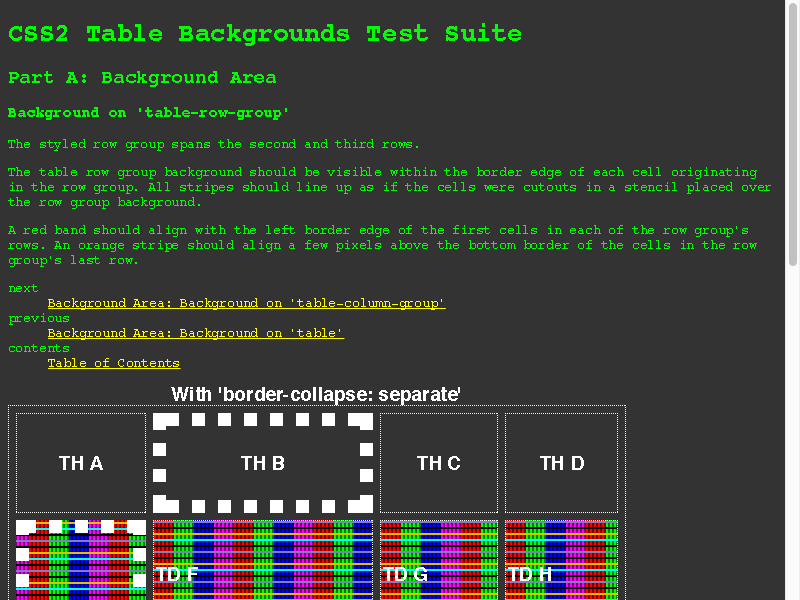 CSS2 Table Backgrounds Test Suite
Part A: Background Area
Background on 'table-row-group'
The styled row group spans the second and third rows.
The table row group background should be visible within the border edge of each cell originating
in the row group. All stripes should line up as if the cells were cutouts in a stencil placed over
the row group background.
A red band should align with the left border edge of the first cells in each of the row group's
rows. An orange stripe should align a few pixels above the bottom border of the cells in the row
group's last row.
next
Background Area: Background on 'table-column-group'
previous
Background Area: Background on 'table'
contents
Table of Contents
With 'border-collapse: separate'
TH A TH B TH C TH D
TD F TD G TD H